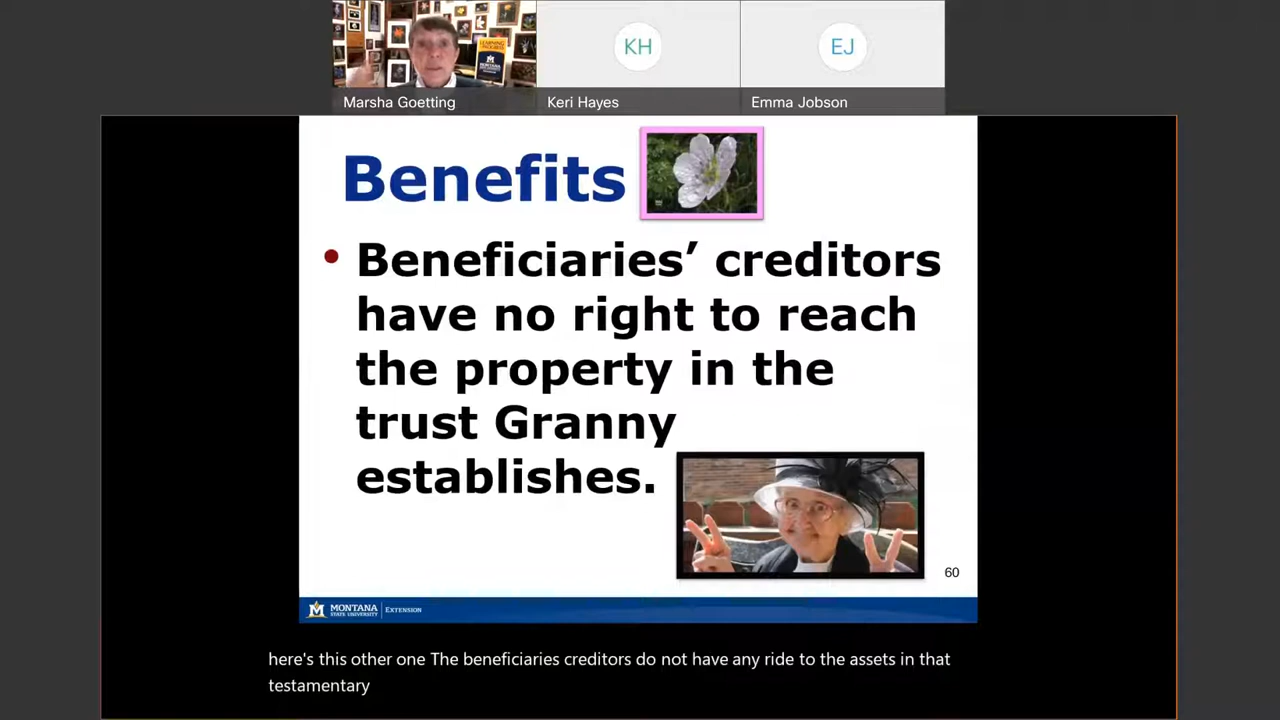 KH
EJ
Marsha Goetting
Keri Hayes
Emma Jobson
Benefits
• Beneficiaries’ creditors
have no right to reach
the property in the
trust Granny
establishes.
60
MONTANA
STATE UNIVERSITY
EXTENSION
here's this other one The beneficiaries creditors do not have any ride to the assets in that
testamentary